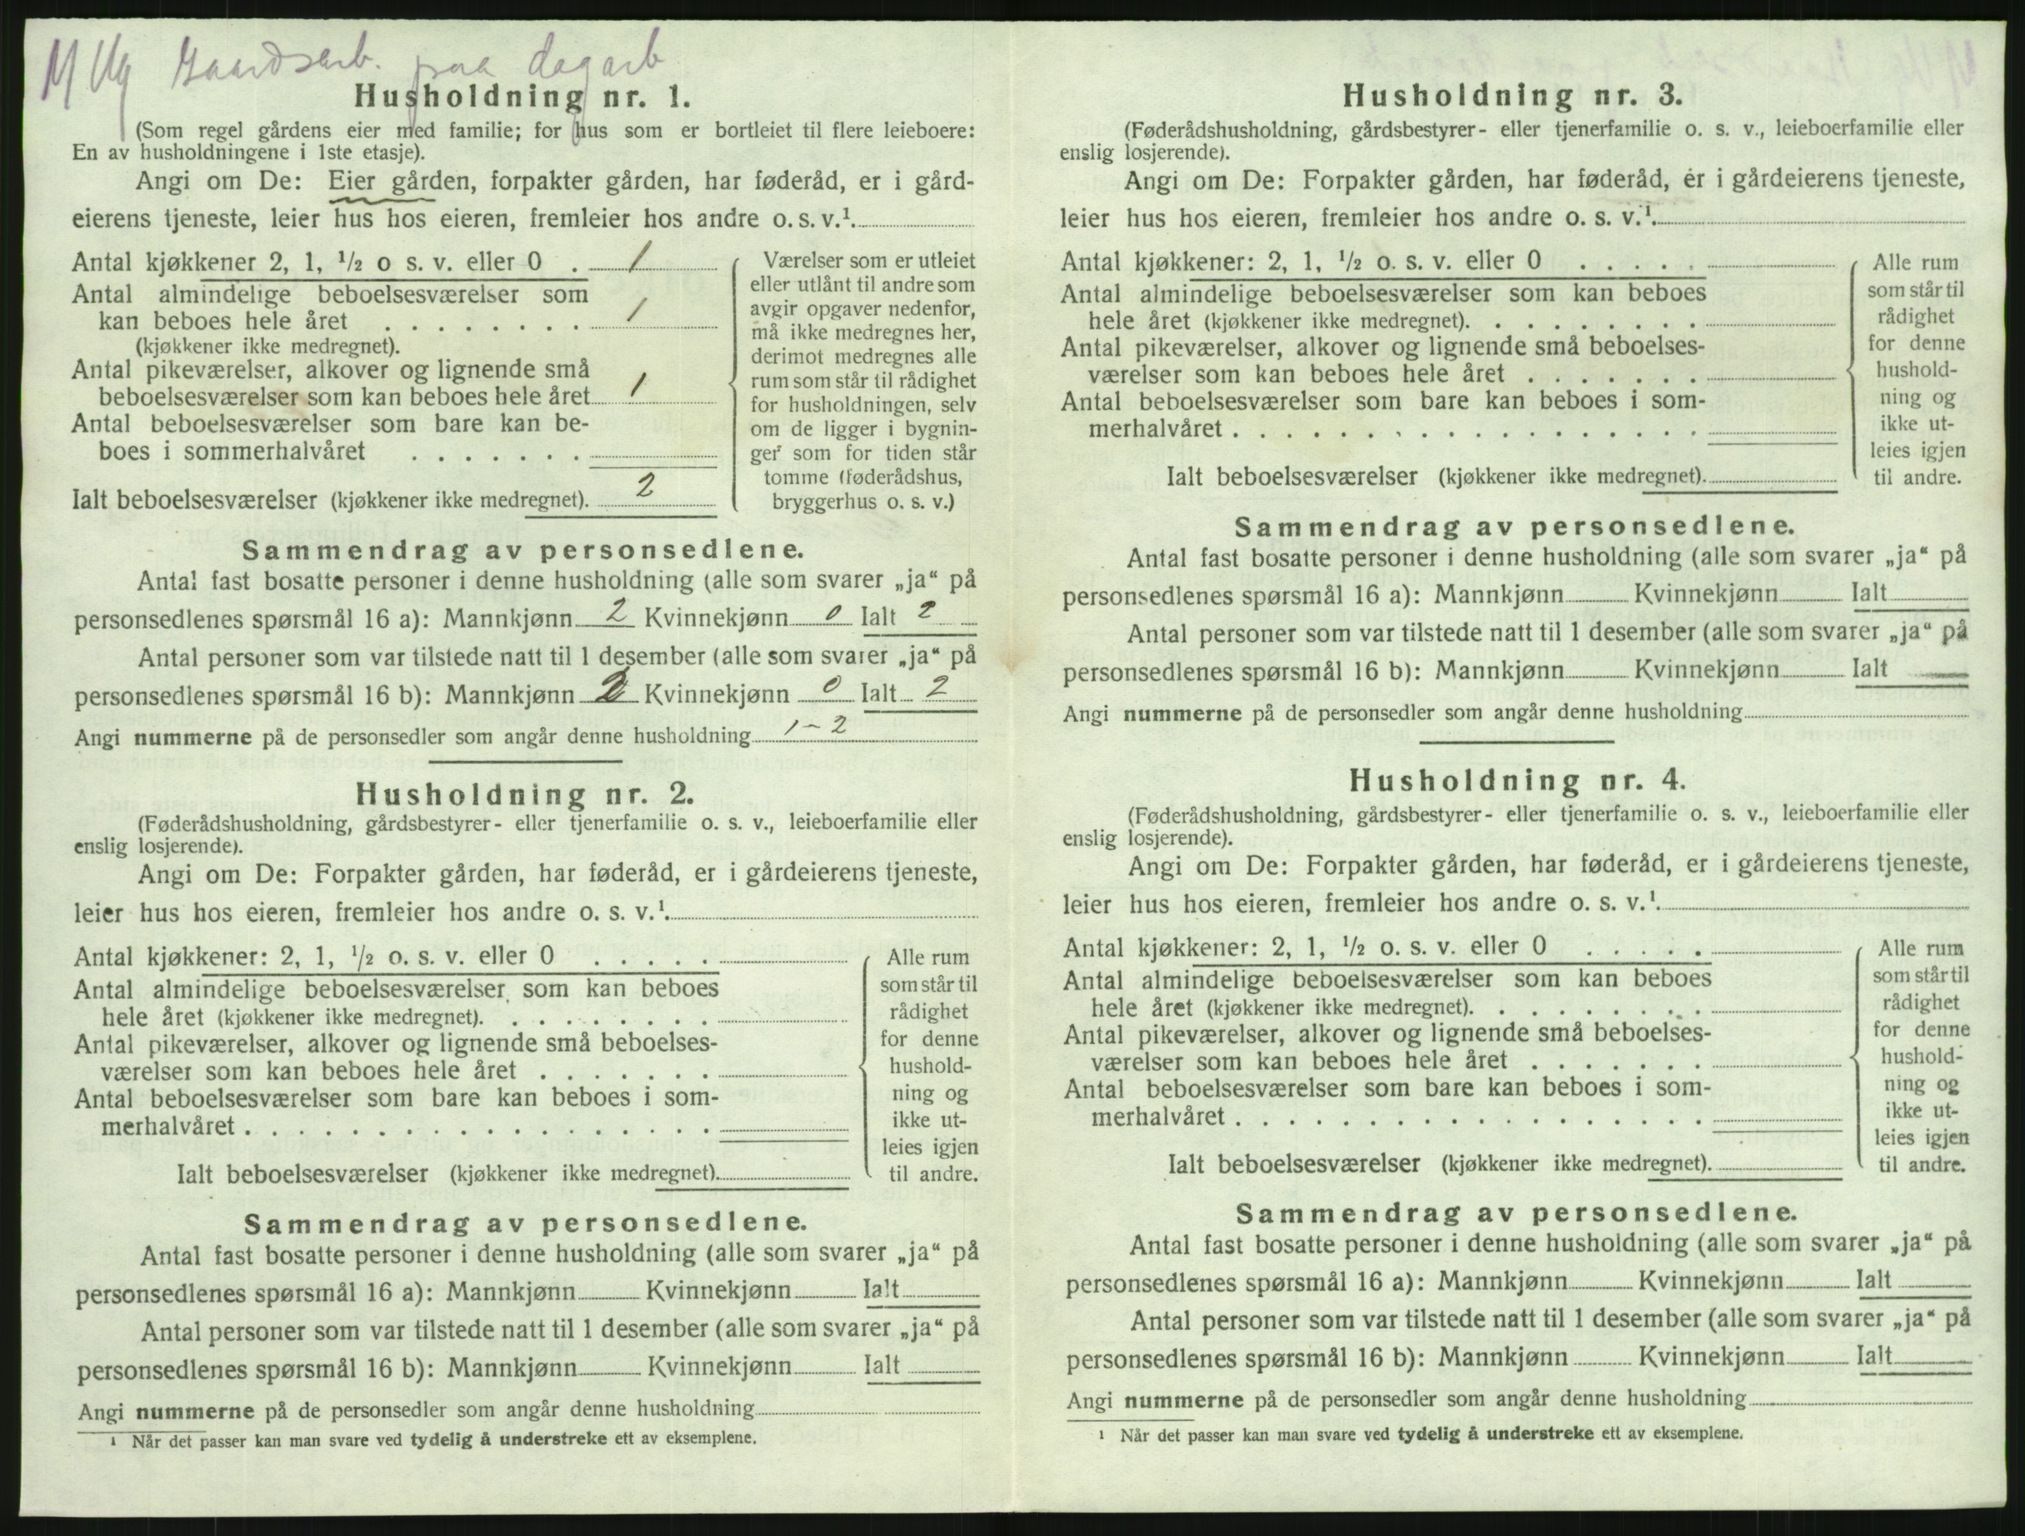 Gaardsarb. paa dagarb
Husholdning nr. 1.
(Som regel gårdens eier med familie; for hus som er bortleiet til flere leieboere:
En av husholdningene i 1ste etasje).
Angi om De: Eier gården, forpakter gården, har føderåd, er i gård-
eierens tjeneste, leier hus hos eieren, fremleier hos andre o. s. v.¹.
Antal kjøkkener 2, 1, ½ o s. v. eller 0 . 1
Antal almindelige beboelsesværelser som
kan beboes hele året . . . . . . . . 1
(kjøkkener ikke medregnet).
Antal pikeværelser, alkover og lignende små
beboelsesværelser som kan beboes hele året 1
Antal beboelsesværelser som bare kan be-
boes i sommerhalvåret . . . . . . .
Ialt beboelsesværelser (kjøkkener ikke medregnet). 2
Værelser som er utleiet
eller utlånt til andre som
avgir opgaver nedenfor,
må ikke medregnes her,
derimot medregnes alle
rum som står til rådighet
for husholdningen, selv
om de ligger i bygnin-
ger som for tiden står
tomme (føderådshus,
bryggerhus o. s. v.)
Sammendrag av personsedlene.
Antal fast bosatte personer i denne husholdning (alle som svarer „ja“ på
personsedlenes spørsmål 16 a): Mannkjønn 2 Kvinnekjønn 0 Ialt 2
Antal personer som var tilstede natt til 1 desember (alle som svarer „ja“ på
personsedlenes spørsmål 16 b): Mannkjønn 2 Kvinnekjønn 0 Ialt 2
Angi nummerne på de personsedler som angår denne husholdning 1-2
Husholdning nr. 2.
(Føderådshusholdning, gårdsbestyrer- eller tjenerfamilie o. s. v., leieboerfamilie eller
enslig losjerende).
Angi om De: Forpakter gården, har føderåd, er i gårdeierens tjeneste,
leier hus hos eieren, fremleier hos andre o. s. v.¹.
Antal kjøkkener: 2, 1, ½ o. s. v. eller 0 . . . . .
Antal almindelige beboelsesværelser som kan beboes
hele året (kjøkkener ikke medregnet). . . . . . . . .
Antal pikeværelser, alkover og lignende små beboelses-
værelser som kan beboes hele året . . . . . . .
Antal beboelsesværelser som bare kan beboes i som-
merhalvåret . . . . . . . . . . . . . . . . . .
Ialt beboelsesværelser (kjøkkener ikke medregnet).
Alle rum
som står til
rådighet
for denne
hushold-
ning og
ikke ut-
leies igjen
til andre.
Sammendrag av personsedlene.
Antal fast bosatte personer i denne husholdning (alle som svarer „ja“ på
personsedlenes spørsmål 16 a): Mannkjønn Kvinnekjønn Ialt
Antal personer som var tilstede natt til 1 desember (alle som svarer „ja“ på
personsedlenes spørsmål 16 b): Mannkjønn Kvinnekjønn Ialt
Angi nummerne på de personsedler som angår denne husholdning
¹ Når det passer kan man svare ved tydelig å understreke ett av eksemplene.
Husholdning nr. 3.
(Føderådshusholdning, gårdsbestyrer- eller tjenerfamilie o. s. v., leieboerfamilie eller
enslig losjerende).
Angi om De: Forpakter gården, har føderåd, er i gårdeierens tjeneste,
leier hus hos eieren, fremleier hos andre o. s. v.¹.
Antal kjøkkener: 2, 1, ½ o. s. v. eller 0 . . . . .
Antal almindelige beboelsesværelser som kan beboes
hele året (kjøkkener ikke medregnet). . . . . . . . .
Antal pikeværelser, alkover og lignende små beboelses-
værelser som kan beboes hele året . . . . . . .
Antal beboelsesværelser som bare kan beboes i som-
merhalvåret . . . . . . . . . . . . . . . . . .
Ialt beboelsesværelser (kjøkkener ikke medregnet).
Alle rum
som står til
rådighet
for denne
hushold-
ning og
ikke ut-
leies igjen
til andre.
Sammendrag av personsedlene.
Antal fast bosatte personer i denne husholdning (alle som svarer „ja“ på
personsedlenes spørsmål 16 a): Mannkjønn Kvinnekjønn Ialt
Antal personer som var tilstede natt til 1 desember (alle som svarer „ja“ på
personsedlenes spørsmål 16 b): Mannkjønn Kvinnekjønn Ialt
Angi nummerne på de personsedler som angår denne husholdning
Husholdning nr. 4.
(Føderådshusholdning, gårdsbestyrer- eller tjenerfamilie o. s. v., leieboerfamilie eller
enslig losjerende).
Angi om De: Forpakter gården, har føderåd, er i gårdeierens tjeneste,
leier hus hos eieren, fremleier hos andre o. s. v.¹.
Antal kjøkkener: 2, 1, ½ o. s. v. eller 0 . . . . .
Antal almindelige beboelsesværelser som kan beboes
hele året (kjøkkener ikke medregnet). . . . . . . . .
Antal pikeværelser, alkover og lignende små beboelses-
værelser som kan beboes hele året . . . . . . .
Antal beboelsesværelser som bare kan beboes i som-
merhalvåret . . . . . . . . . . . . . . . . . .
Ialt beboelsesværelser (kjøkkener ikke medregnet).
Alle rum
som står til
rådighet
for denne
hushold-
ning og
ikke ut-
leies igjen
til andre.
Sammendrag av personsedlene.
Antal fast bosatte personer i denne husholdning (alle som svarer „ja“ på
personsedlenes spørsmål 16 a): Mannkjønn Kvinnekjønn Ialt
Antal personer som var tilstede natt til 1 desember (alle som svarer „ja“ på
personsedlenes spørsmål 16 b): Mannkjønn Kvinnekjønn Ialt
Angi nummerne på de personsedler som angår denne husholdning
¹ Når det passer kan man svare ved tydelig å understreke ett av eksemplene.